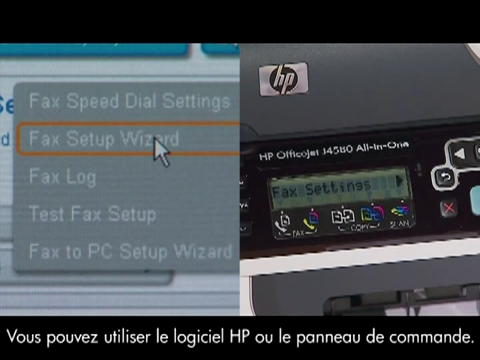 Fax Speed Dial Settings
Fax Setup Wizard
Fax Log
Test Fax Setup
Fax to PC Setup Wizard
hp
HP OfficeJet J4580 All-in-One
Fax Settings
FAX
COPY
SCAN
Vous pouvez utiliser le logiciel HP ou le panneau de commande.